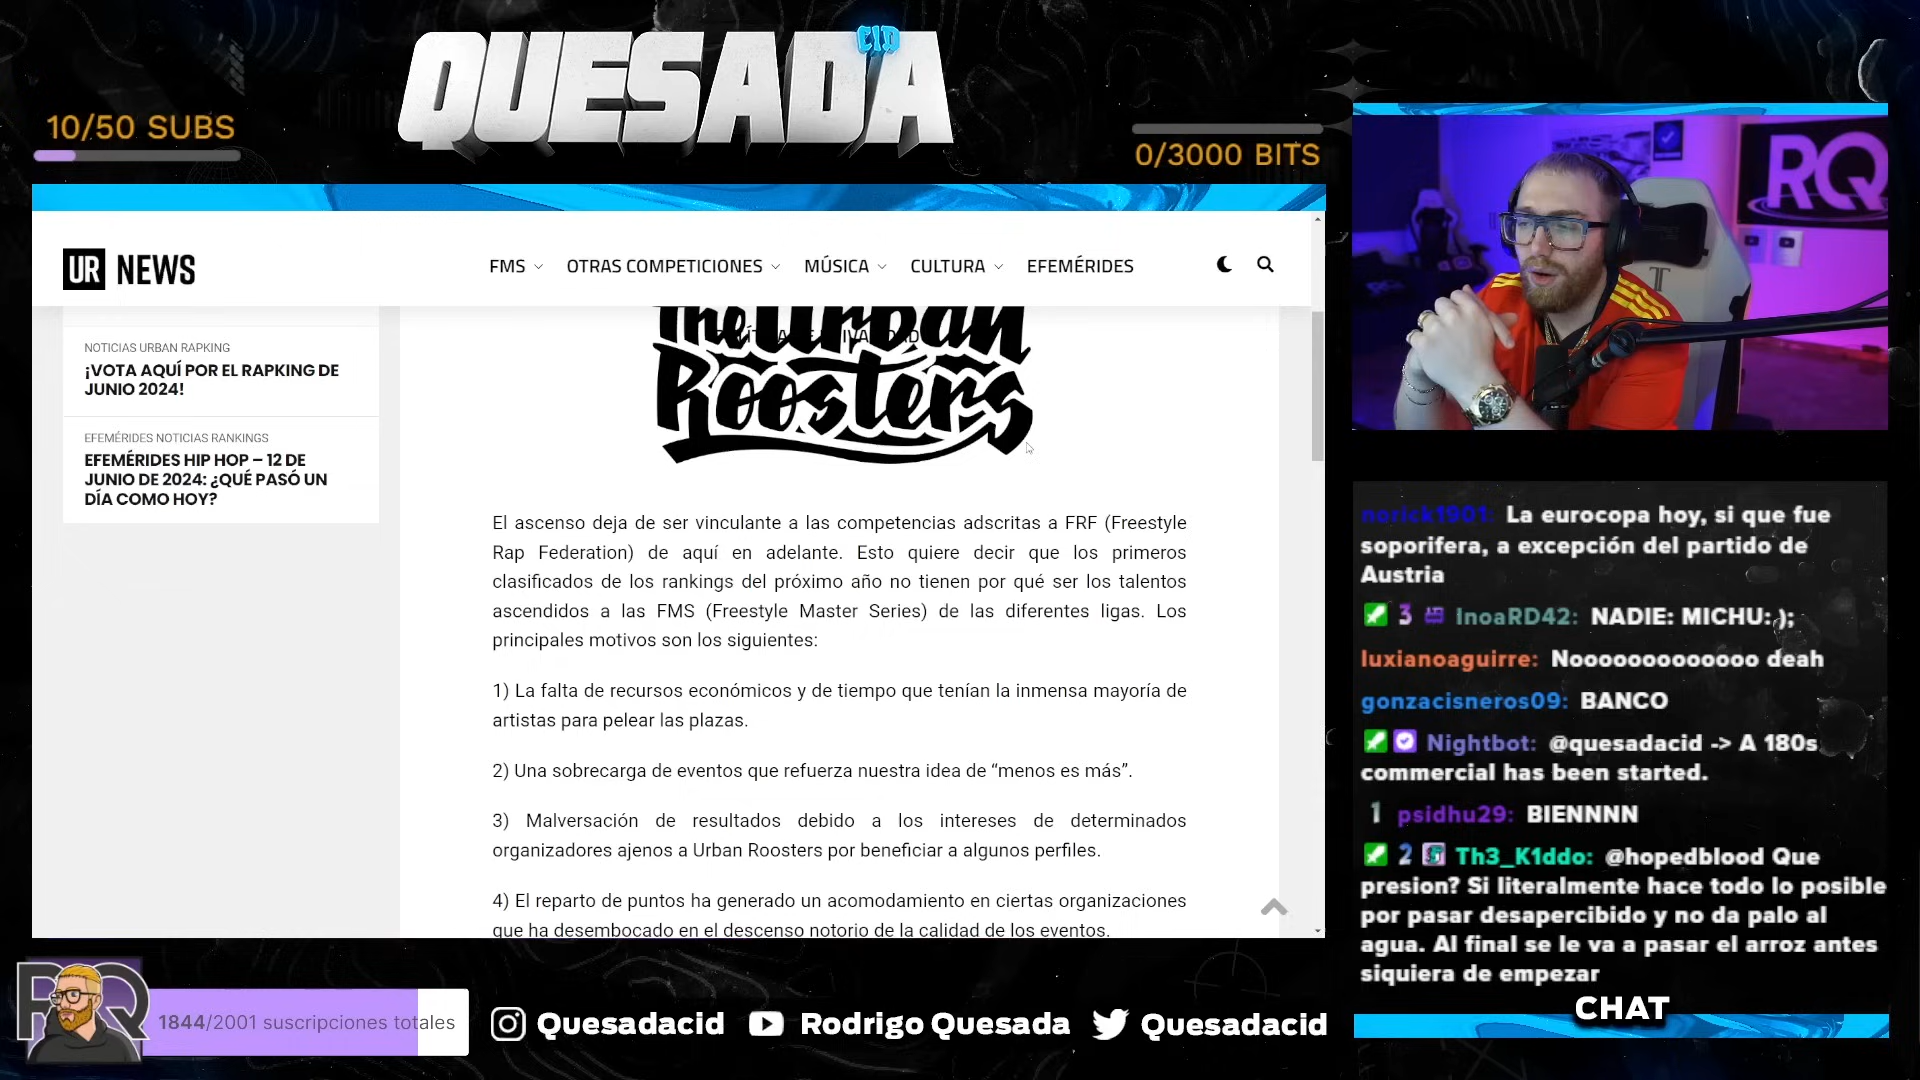 QUESADA
CID
10/50 SUBS
0/3000 BITS
UR NEWS
FMS
OTRAS COMPETICIONES
MÚSICA
CULTURA
EFEMÉRIDES
NOTICIAS URBAN RAPKING
¡VOTA AQUÍ POR EL RAPKING DE
JUNIO 2024!
EFEMÉRIDES NOTICIAS RANKINGS
EFEMÉRIDES HIP HOP – 12 DE
JUNIO DE 2024: ¿QUÉ PASÓ UN
DÍA COMO HOY?
The Urban
Roosters
El ascenso deja de ser vinculante a las competencias adscritas a FRF (Freestyle
Rap Federation) de aquí en adelante. Esto quiere decir que los primeros
clasificados de los rankings del próximo año no tienen por qué ser los talentos
ascendidos a las FMS (Freestyle Master Series) de las diferentes ligas. Los
principales motivos son los siguientes:
1) La falta de recursos económicos y de tiempo que tenían la inmensa mayoría de
artistas para pelear las plazas.
2) Una sobrecarga de eventos que refuerza nuestra idea de “menos es más”.
3) Malversación de resultados debido a los intereses de determinados
organizadores ajenos a Urban Roosters por beneficiar a algunos perfiles.
4) El reparto de puntos ha generado un acomodamiento en ciertas organizaciones
que ha desembocado en el descenso notorio de la calidad de los eventos.
RQ
norick1901: La eurocopa hoy, si que fue
soporifera, a excepción del partido de
Austria
3 InoaRD42: NADIE: MICHU: );
luxianoaguirre: Nooooooooooooo deah
gonzacisneros09: BANCO
Nightbot: @quesadacid -> A 180s
commercial has been started.
1 psidhu29: BIENNNN
2 Th3_K1ddo: @hopedblood Que
presion? Si literalmente hace todo lo posible
por pasar desapercibido y no da palo al
agua. Al final se le va a pasar el arroz antes
siquiera de empezar
CHAT
RQ
1844/2001 suscripciones totales
Quesadacid
Rodrigo Quesada
Quesadacid